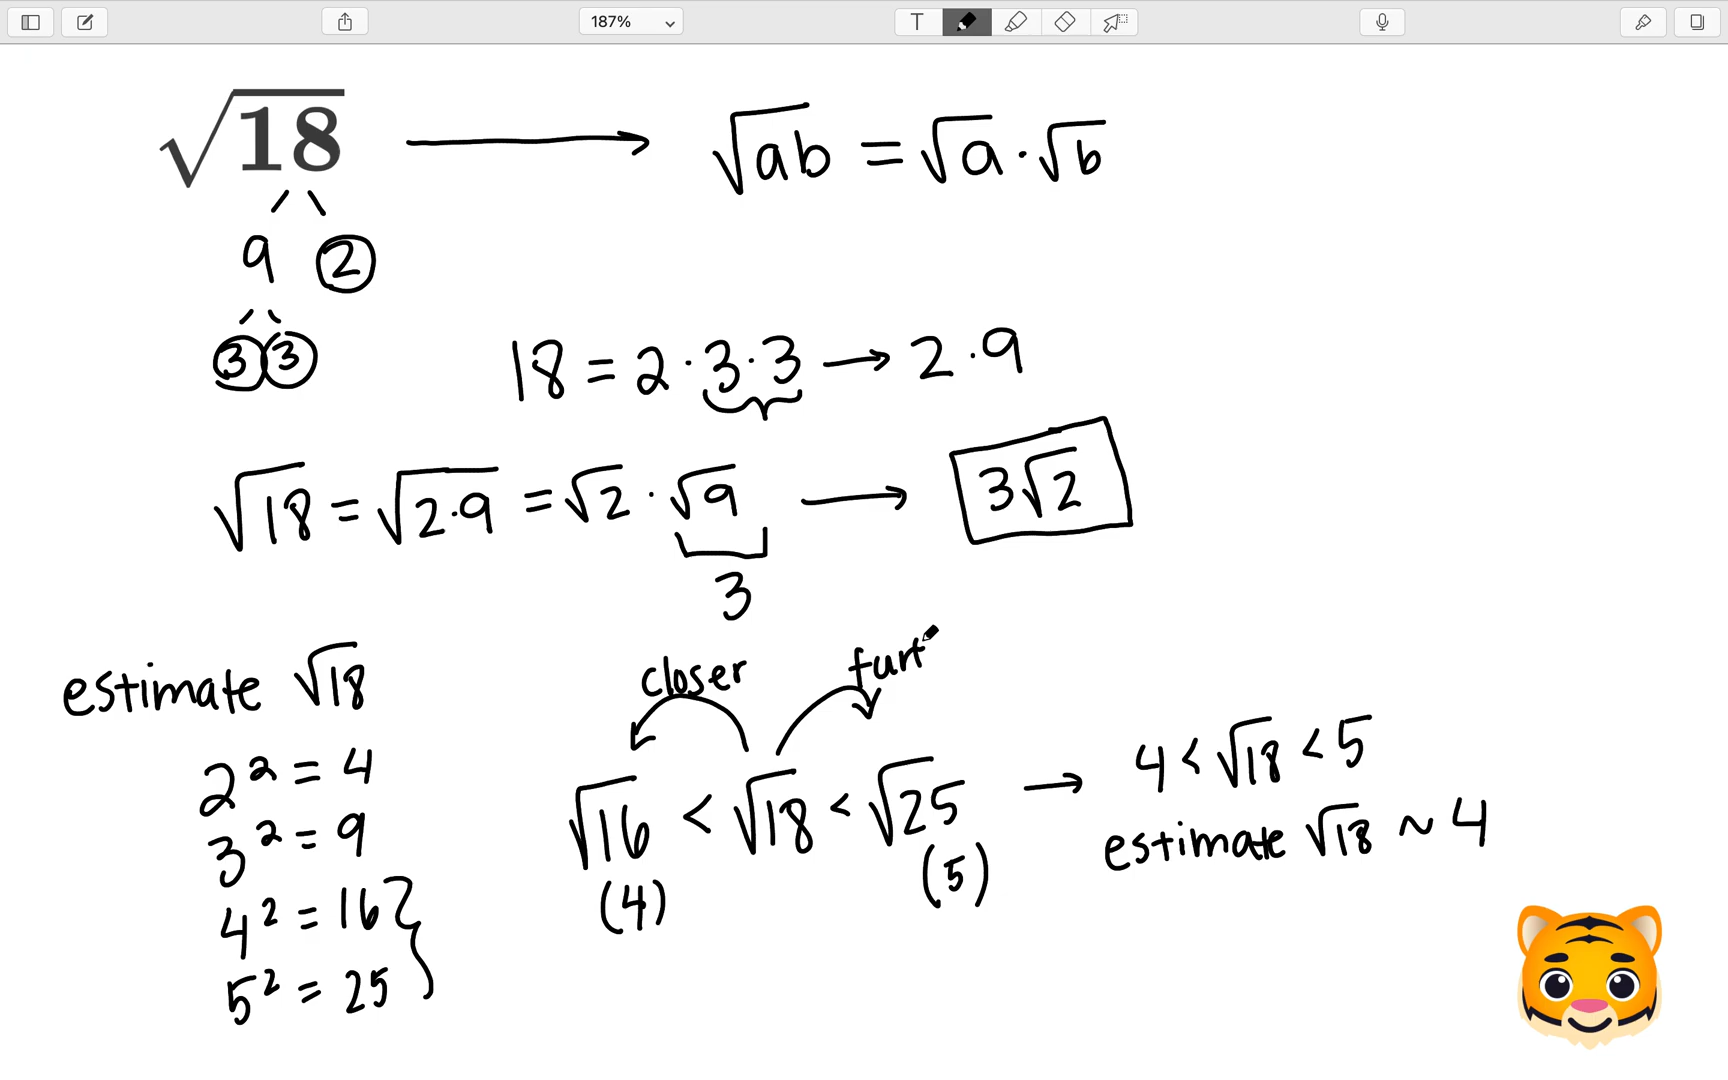 187%
T
√18 → √ab = √a · √b
9 2
3 3
18 = 2 · 3 · 3 → 2 · 9
√18 = √2·9 = √2 · √9 → 3√2
3
estimate √18
closer furt
2² = 4
3² = 9
4² = 16
5² = 25
√16 < √18 < √25 → 4 < √18 < 5
(4) (5)
estimate √18 ~ 4